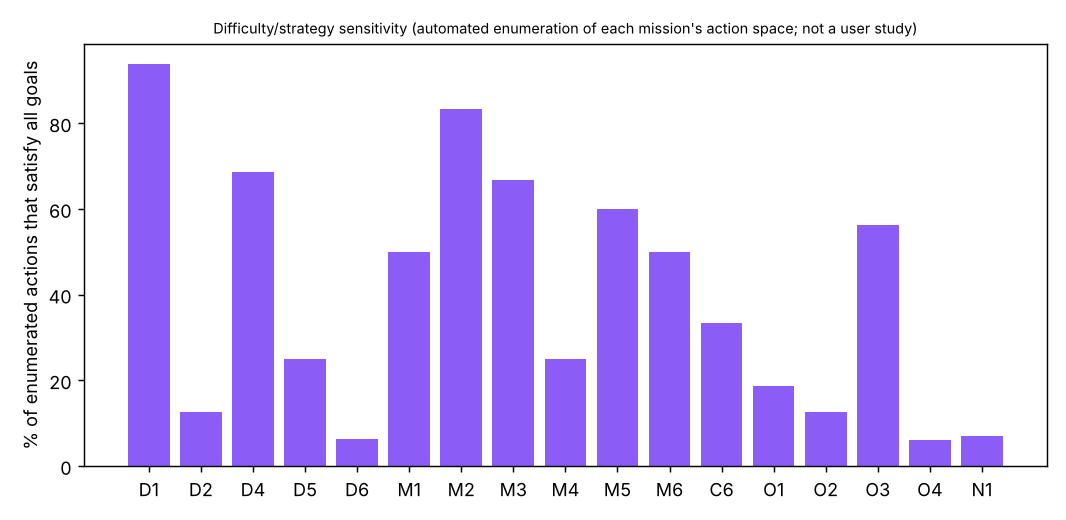 Difficulty/strategy sensitivity (automated enumeration of each mission's action space; not a user study)
% of enumerated actions that satisfy all goals
80
60
40
20
0
D1 D2 D4 D5 D6 M1 M2 M3 M4 M5 M6 C6 O1 O2 O3 O4 N1